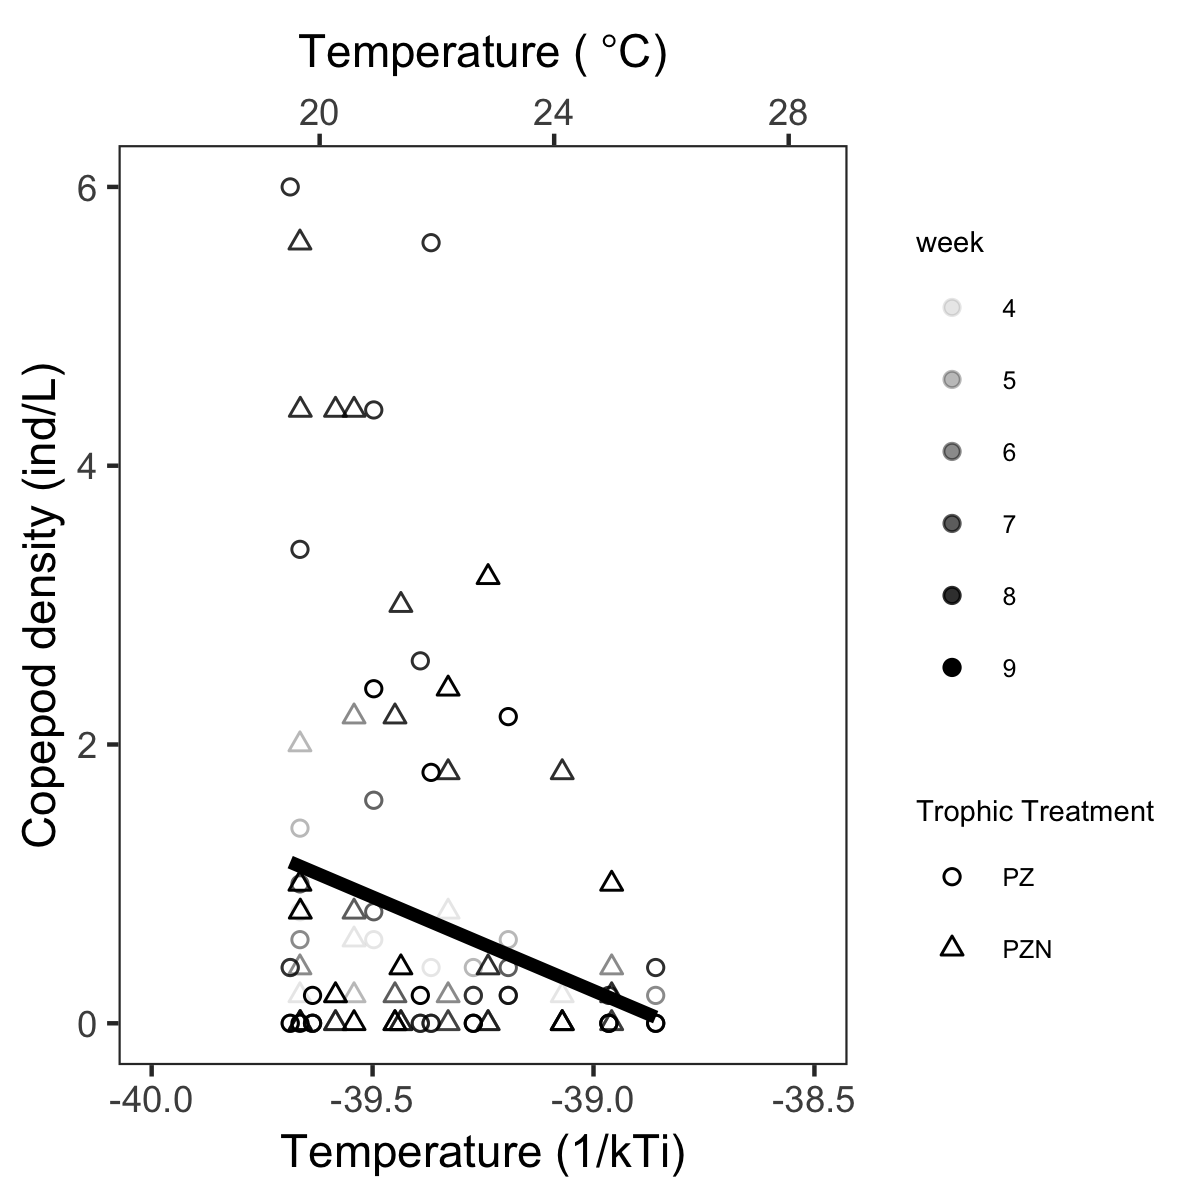 Temperature ( °C)
20 24 28
6
4
2
0
Copepod density (ind/L)
-40.0 -39.5 -39.0 -38.5
Temperature (1/kTi)
week
4
5
6
7
8
9
Trophic Treatment
PZ
PZN